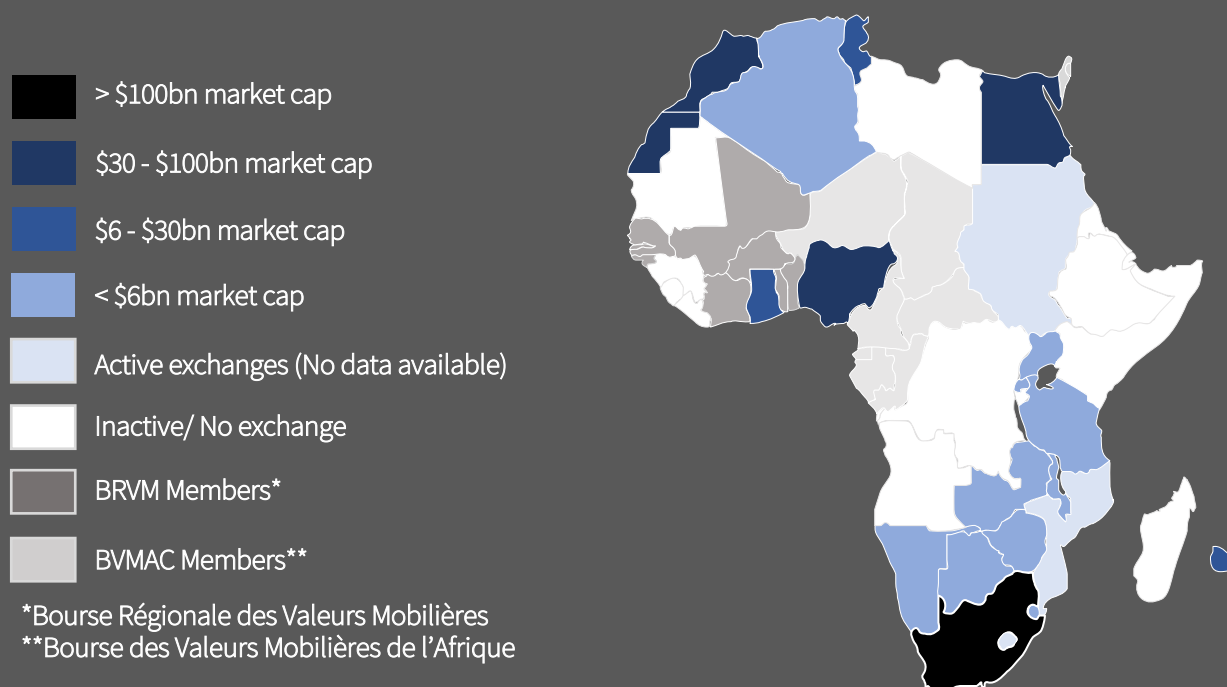 > $100bn market cap
$30 - $100bn market cap
$6 - $30bn market cap
< $6bn market cap
Active exchanges (No data available)
Inactive/ No exchange
BRVM Members*
BVMAC Members**
*Bourse Régionale des Valeurs Mobilières
**Bourse des Valeurs Mobilières de l’Afrique